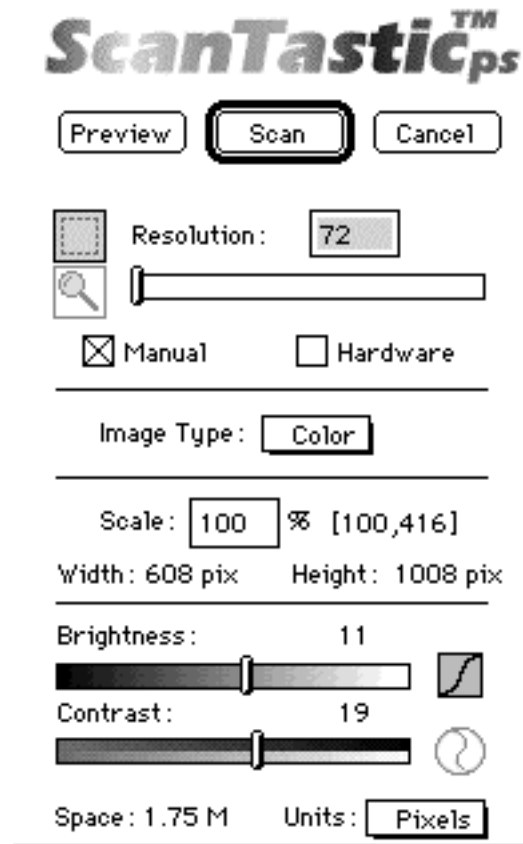 ScanTastic™ps
Preview Scan Cancel
Resolution: 72
Manual Hardware
Image Type: Color
Scale: 100 % [100,416]
Width: 608 pix Height: 1008 pix
Brightness: 11
Contrast: 19
Space: 1.75 M Units: Pixels